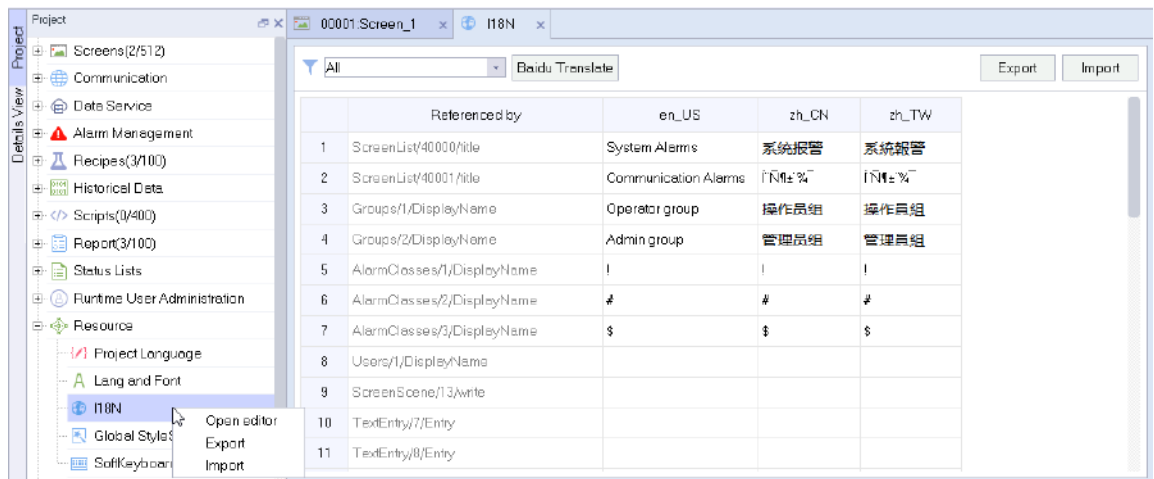 Project
Project
Details View
Screens(2/512)
Communication
Data Service
Alarm Management
Recipes(3/100)
Historical Data
Scripts(0/400)
Report(3/100)
Status Lists
Runtime User Administration
Resource
Project Language
Lang and Font
I18N
Global StyleS
SoftKeyboar
Open editor
Export
Import
00001:Screen_1 I18N
All Baidu Translate Export Import
Referenced by en_US zh_CN zh_TW
1 ScreenList/40000/title System Alarms 系统报警 系統報警
2 ScreenList/40001/title Communication Alarms
3 Groups/1/DisplayName Operator group 操作员组 操作員組
4 Groups/2/DisplayName Admin group 管理员组 管理員組
5 AlarmClasses/1/DisplayName ! ! !
6 AlarmClasses/2/DisplayName # # #
7 AlarmClasses/3/DisplayName $ $ $
8 Users/1/DisplayName
9 ScreenScene/13/write
10 TextEntry/7/Entry
11 TextEntry/8/Entry